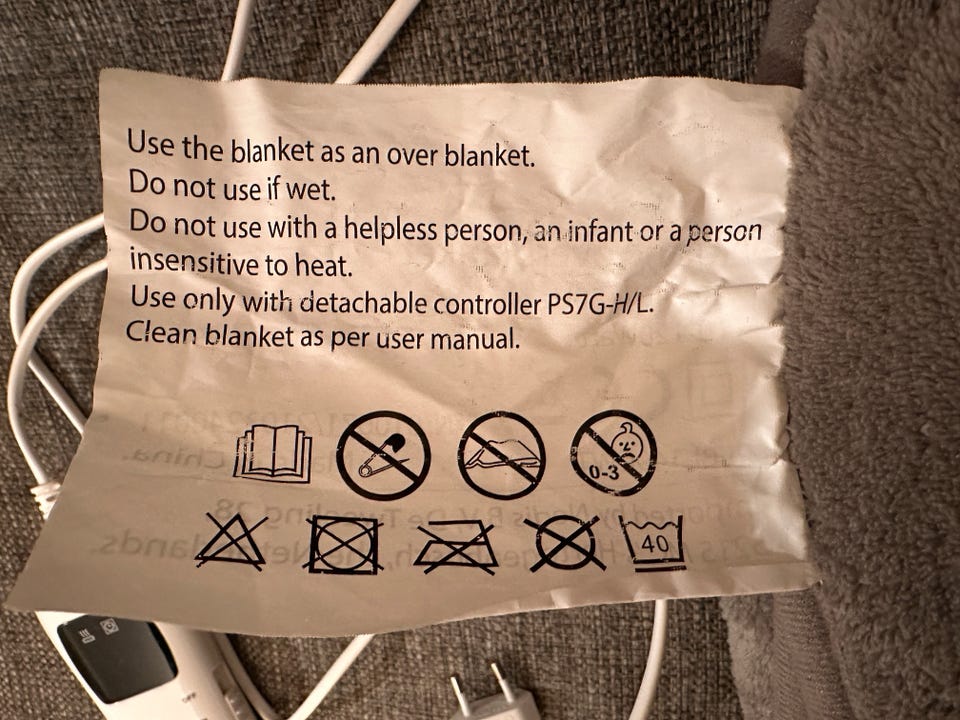 Use the blanket as an over blanket.
Do not use if wet.
Do not use with a helpless person, an infant or a person
insensitive to heat.
Use only with detachable controller PS7G-H/L.
Clean blanket as per user manual.
0-3
40
OFF